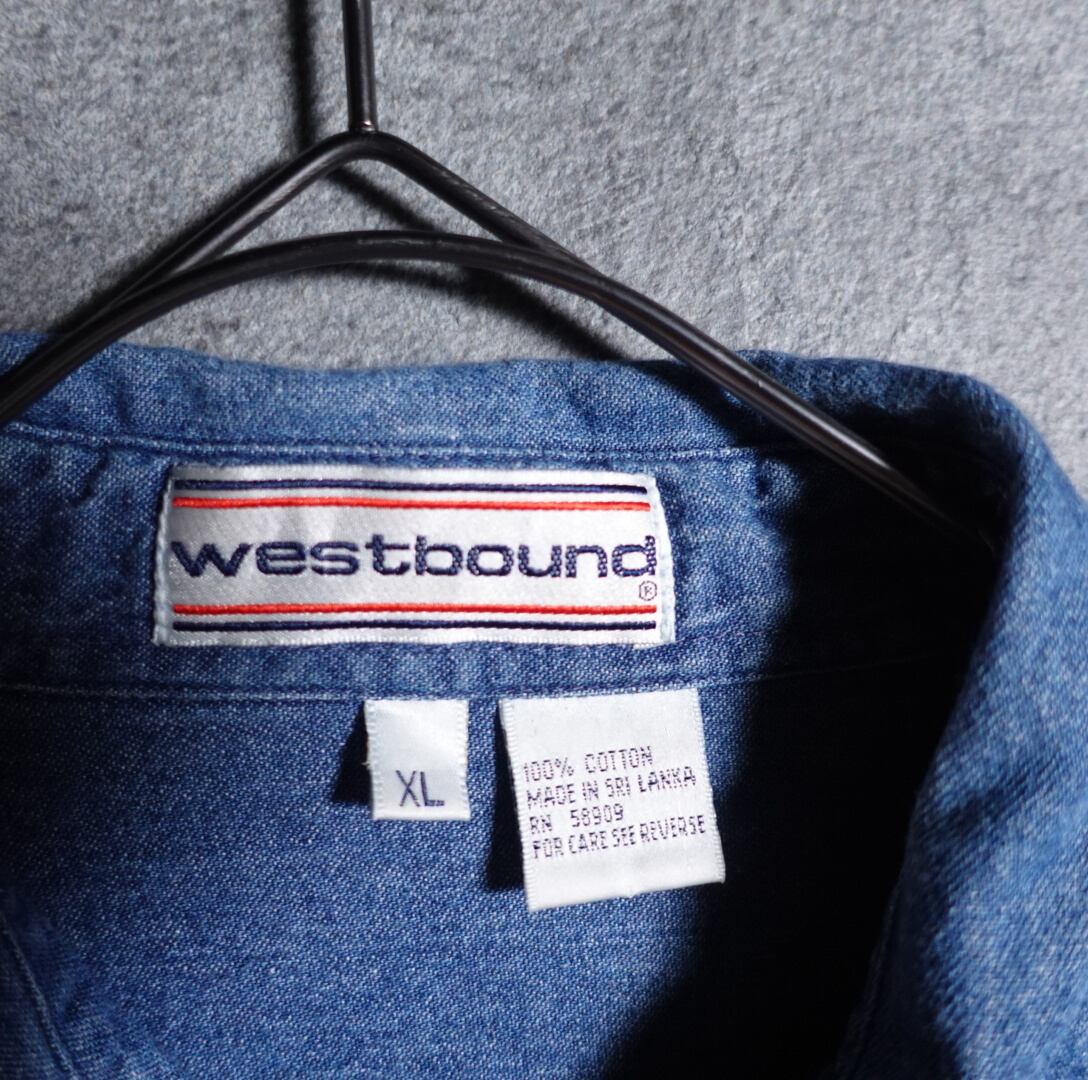 westbound
®
XL
100% COTTON
MADE IN SRI LANKA
RN 58909
FOR CARE SEE REVERSE